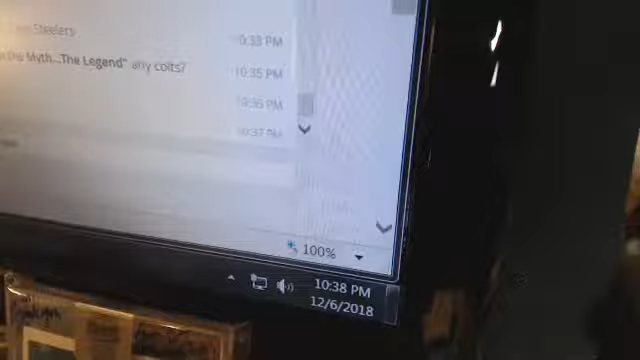 Steelers
0:33 PM
the Myth...The Legend" any colts?
10:35 PM
10:36 PM
10:37 PM
100%
10:38 PM
12/6/2018